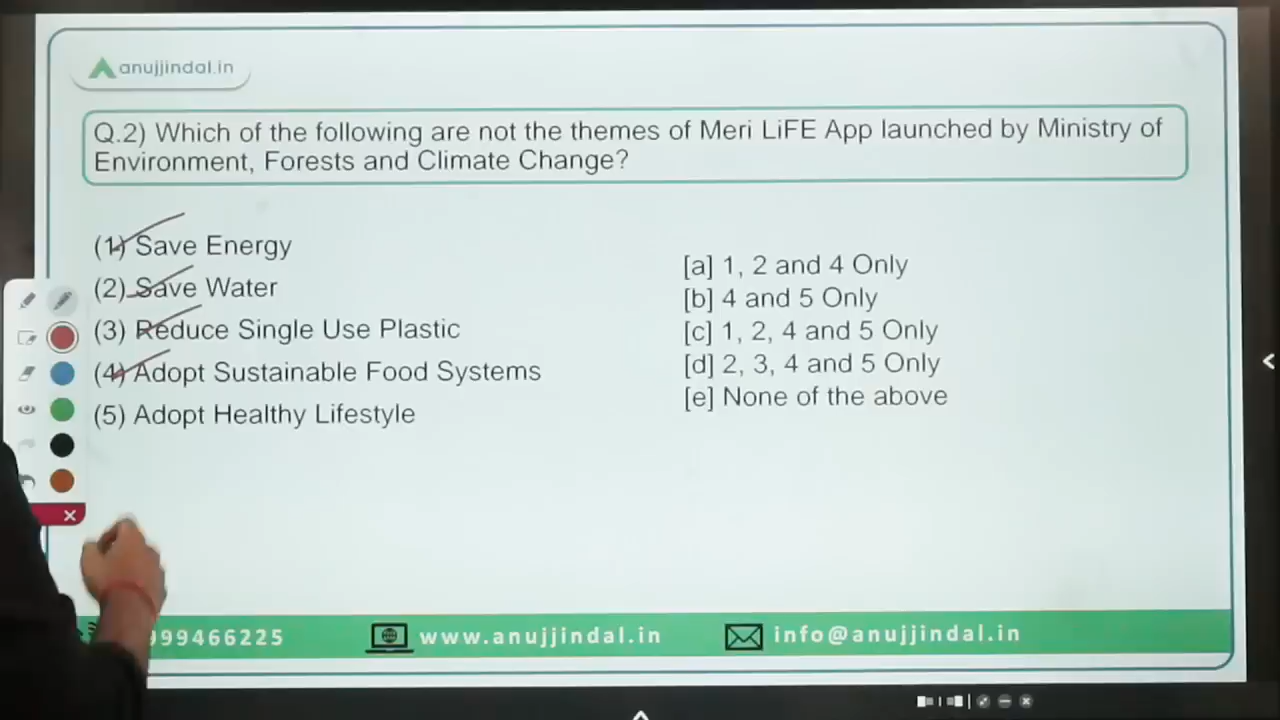 anujjindal.in
Q.2) Which of the following are not the themes of Meri LiFE App launched by Ministry of
Environment, Forests and Climate Change?
(1) Save Energy
(2) Save Water
(3) Reduce Single Use Plastic
(4) Adopt Sustainable Food Systems
(5) Adopt Healthy Lifestyle
[a] 1, 2 and 4 Only
[b] 4 and 5 Only
[c] 1, 2, 4 and 5 Only
[d] 2, 3, 4 and 5 Only
[e] None of the above
99466225
www.anujjindal.in
info@anujjindal.in